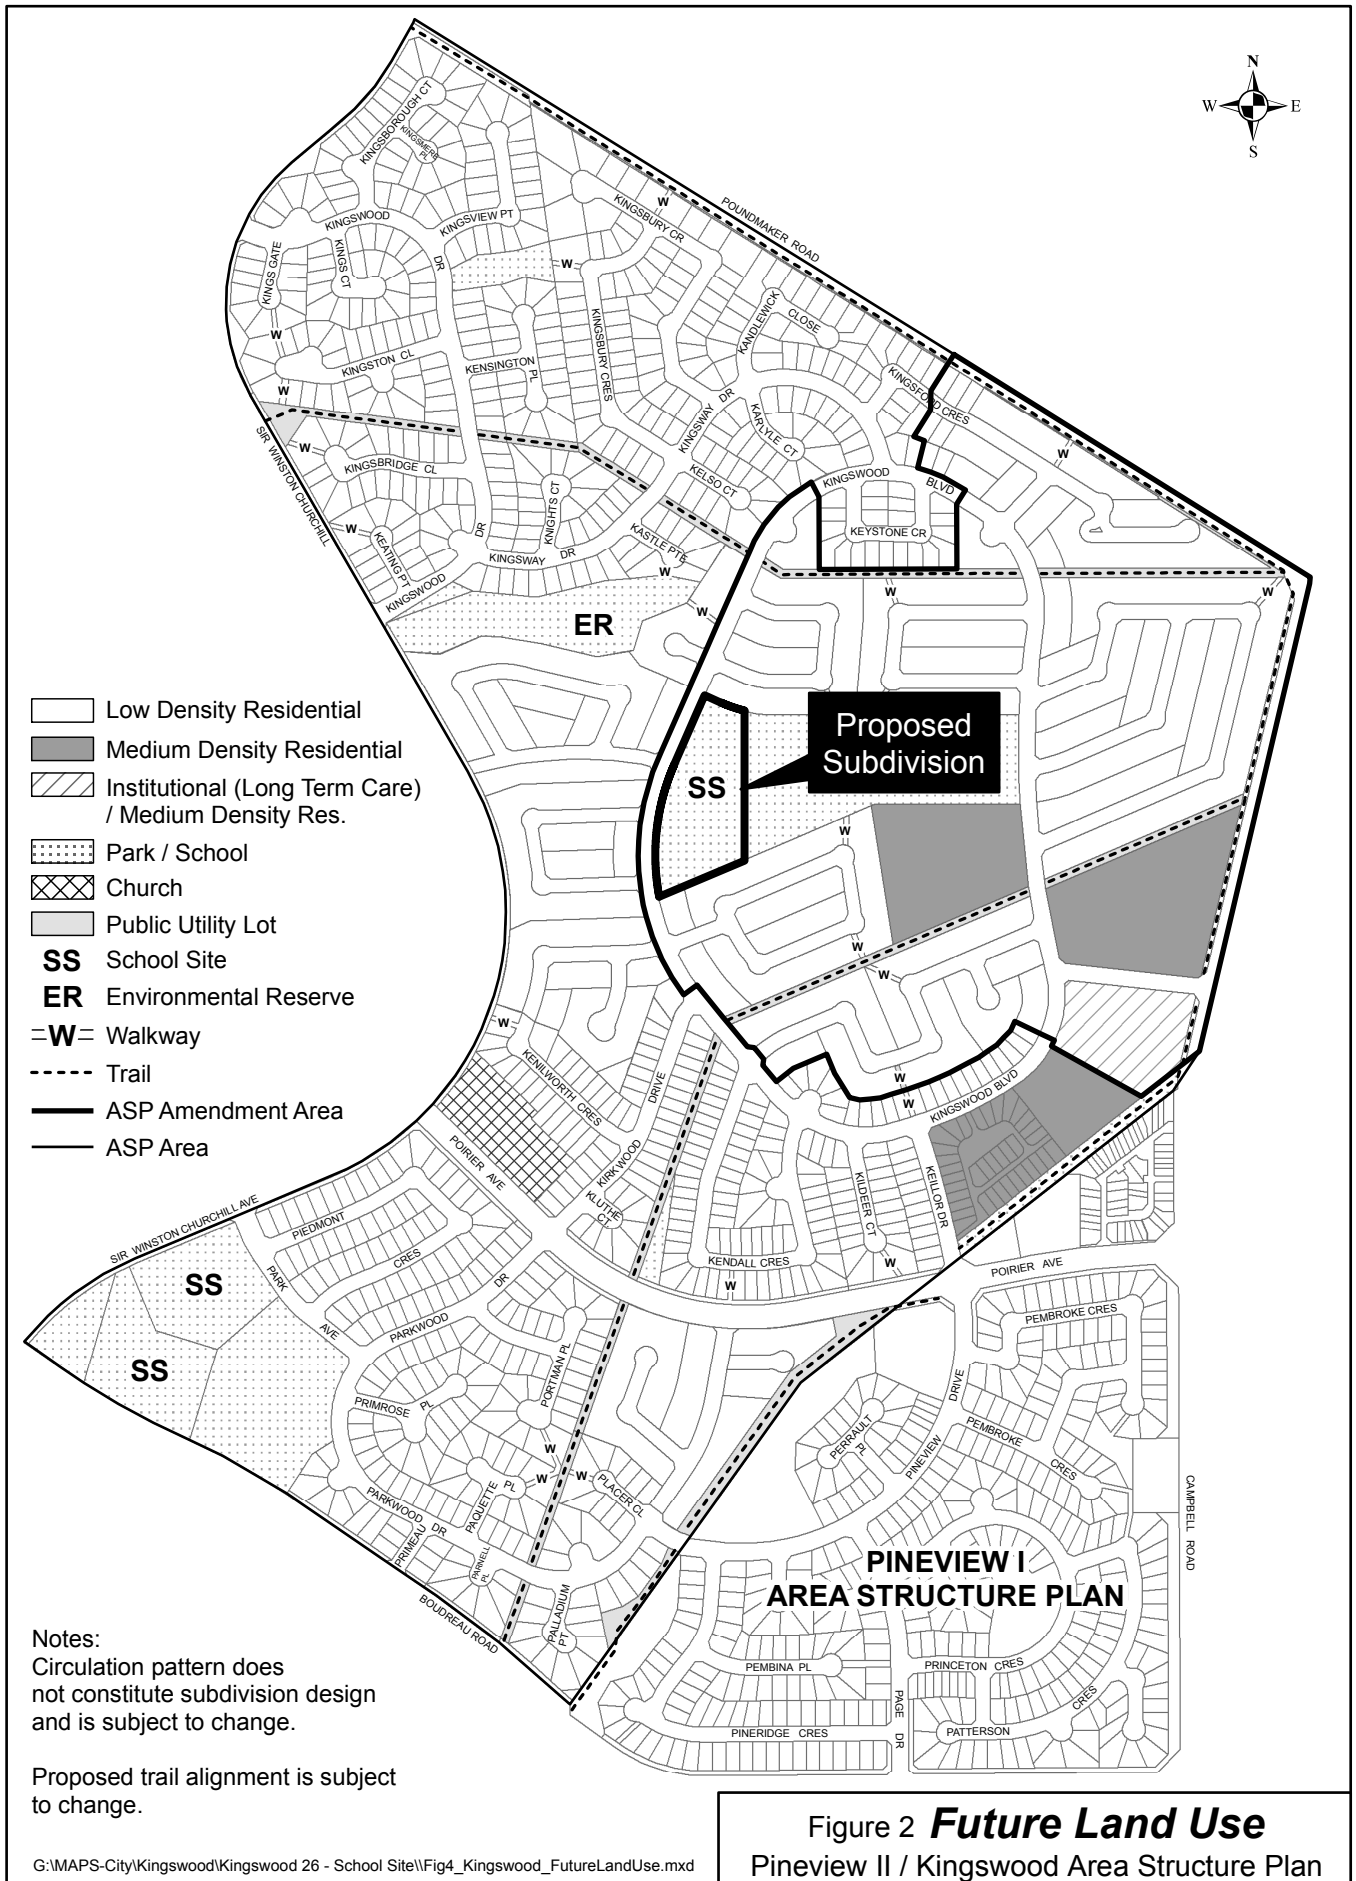 N
W E
S
KINGSBOROUGH CT
KINGSMERE
PL
KINGSWOOD
KINGSVIEW PT
DR
KINGS GATE
KINGS CT
W
KINGSBURY CR
W
POUNDMAKER ROAD
W
KINGSTON CL
W
KENSINGTON
PL
KINGSBURY CRES
KANDLEWICK
CLOSE
KINGSFORD CRES
KINGSWAY DR
KARLYLE CT
W
SIR WINSTON CHURCHILL
W
KINGSBRIDGE CL
KELSO CT
KINGSWOOD
BLVD
KEYSTONE CR
KNIGHTS CT
DR
W
KEATING PT
KINGSWAY DR
KASTLE PTE
W
KINGSWOOD
W
W
W
ER
Low Density Residential
Medium Density Residential
Institutional (Long Term Care)
/ Medium Density Res.
Park / School
Church
Public Utility Lot
SS School Site
ER Environmental Reserve
W Walkway
Trail
ASP Amendment Area
ASP Area
Proposed
Subdivision
SS
W
W
W
W
KENILWORTH CRES
DRIVE
KIRKWOOD
KLUTHE
CT
W
W
KINGSWOOD BLVD
KILDEER CT
KEILLOR DR
KENDALL CRES
W
W
POIRIER AVE
POIRIER AVE
SIR WINSTON CHURCHILL AVE
PIEDMONT
CRES
PARK
AVE
PARKWOOD
DR
SS
SS
PRIMROSE PL
PORTMAN PL
W
W
W
PLACER CL
PAQUETTE
PL
PARKWOOD DR
PRIMEAU
PARNELL
PL
PALLADIUM
PT
BOUDREAU ROAD
PEMBROKE CRES
DRIVE
PINEVIEW
PERRAULT
PL
PEMBROKE
CRES
CAMPBELL ROAD
PINEVIEW I
AREA STRUCTURE PLAN
PEMBINA PL
PRINCETON CRES
PAGE DR
PATTERSON
CRES
PINERIDGE CRES
Notes:
Circulation pattern does
not constitute subdivision design
and is subject to change.
Proposed trail alignment is subject
to change.
G:\MAPS-City\Kingswood\Kingswood 26 - School Site\\Fig4_Kingswood_FutureLandUse.mxd
Figure 2 Future Land Use
Pineview II / Kingswood Area Structure Plan